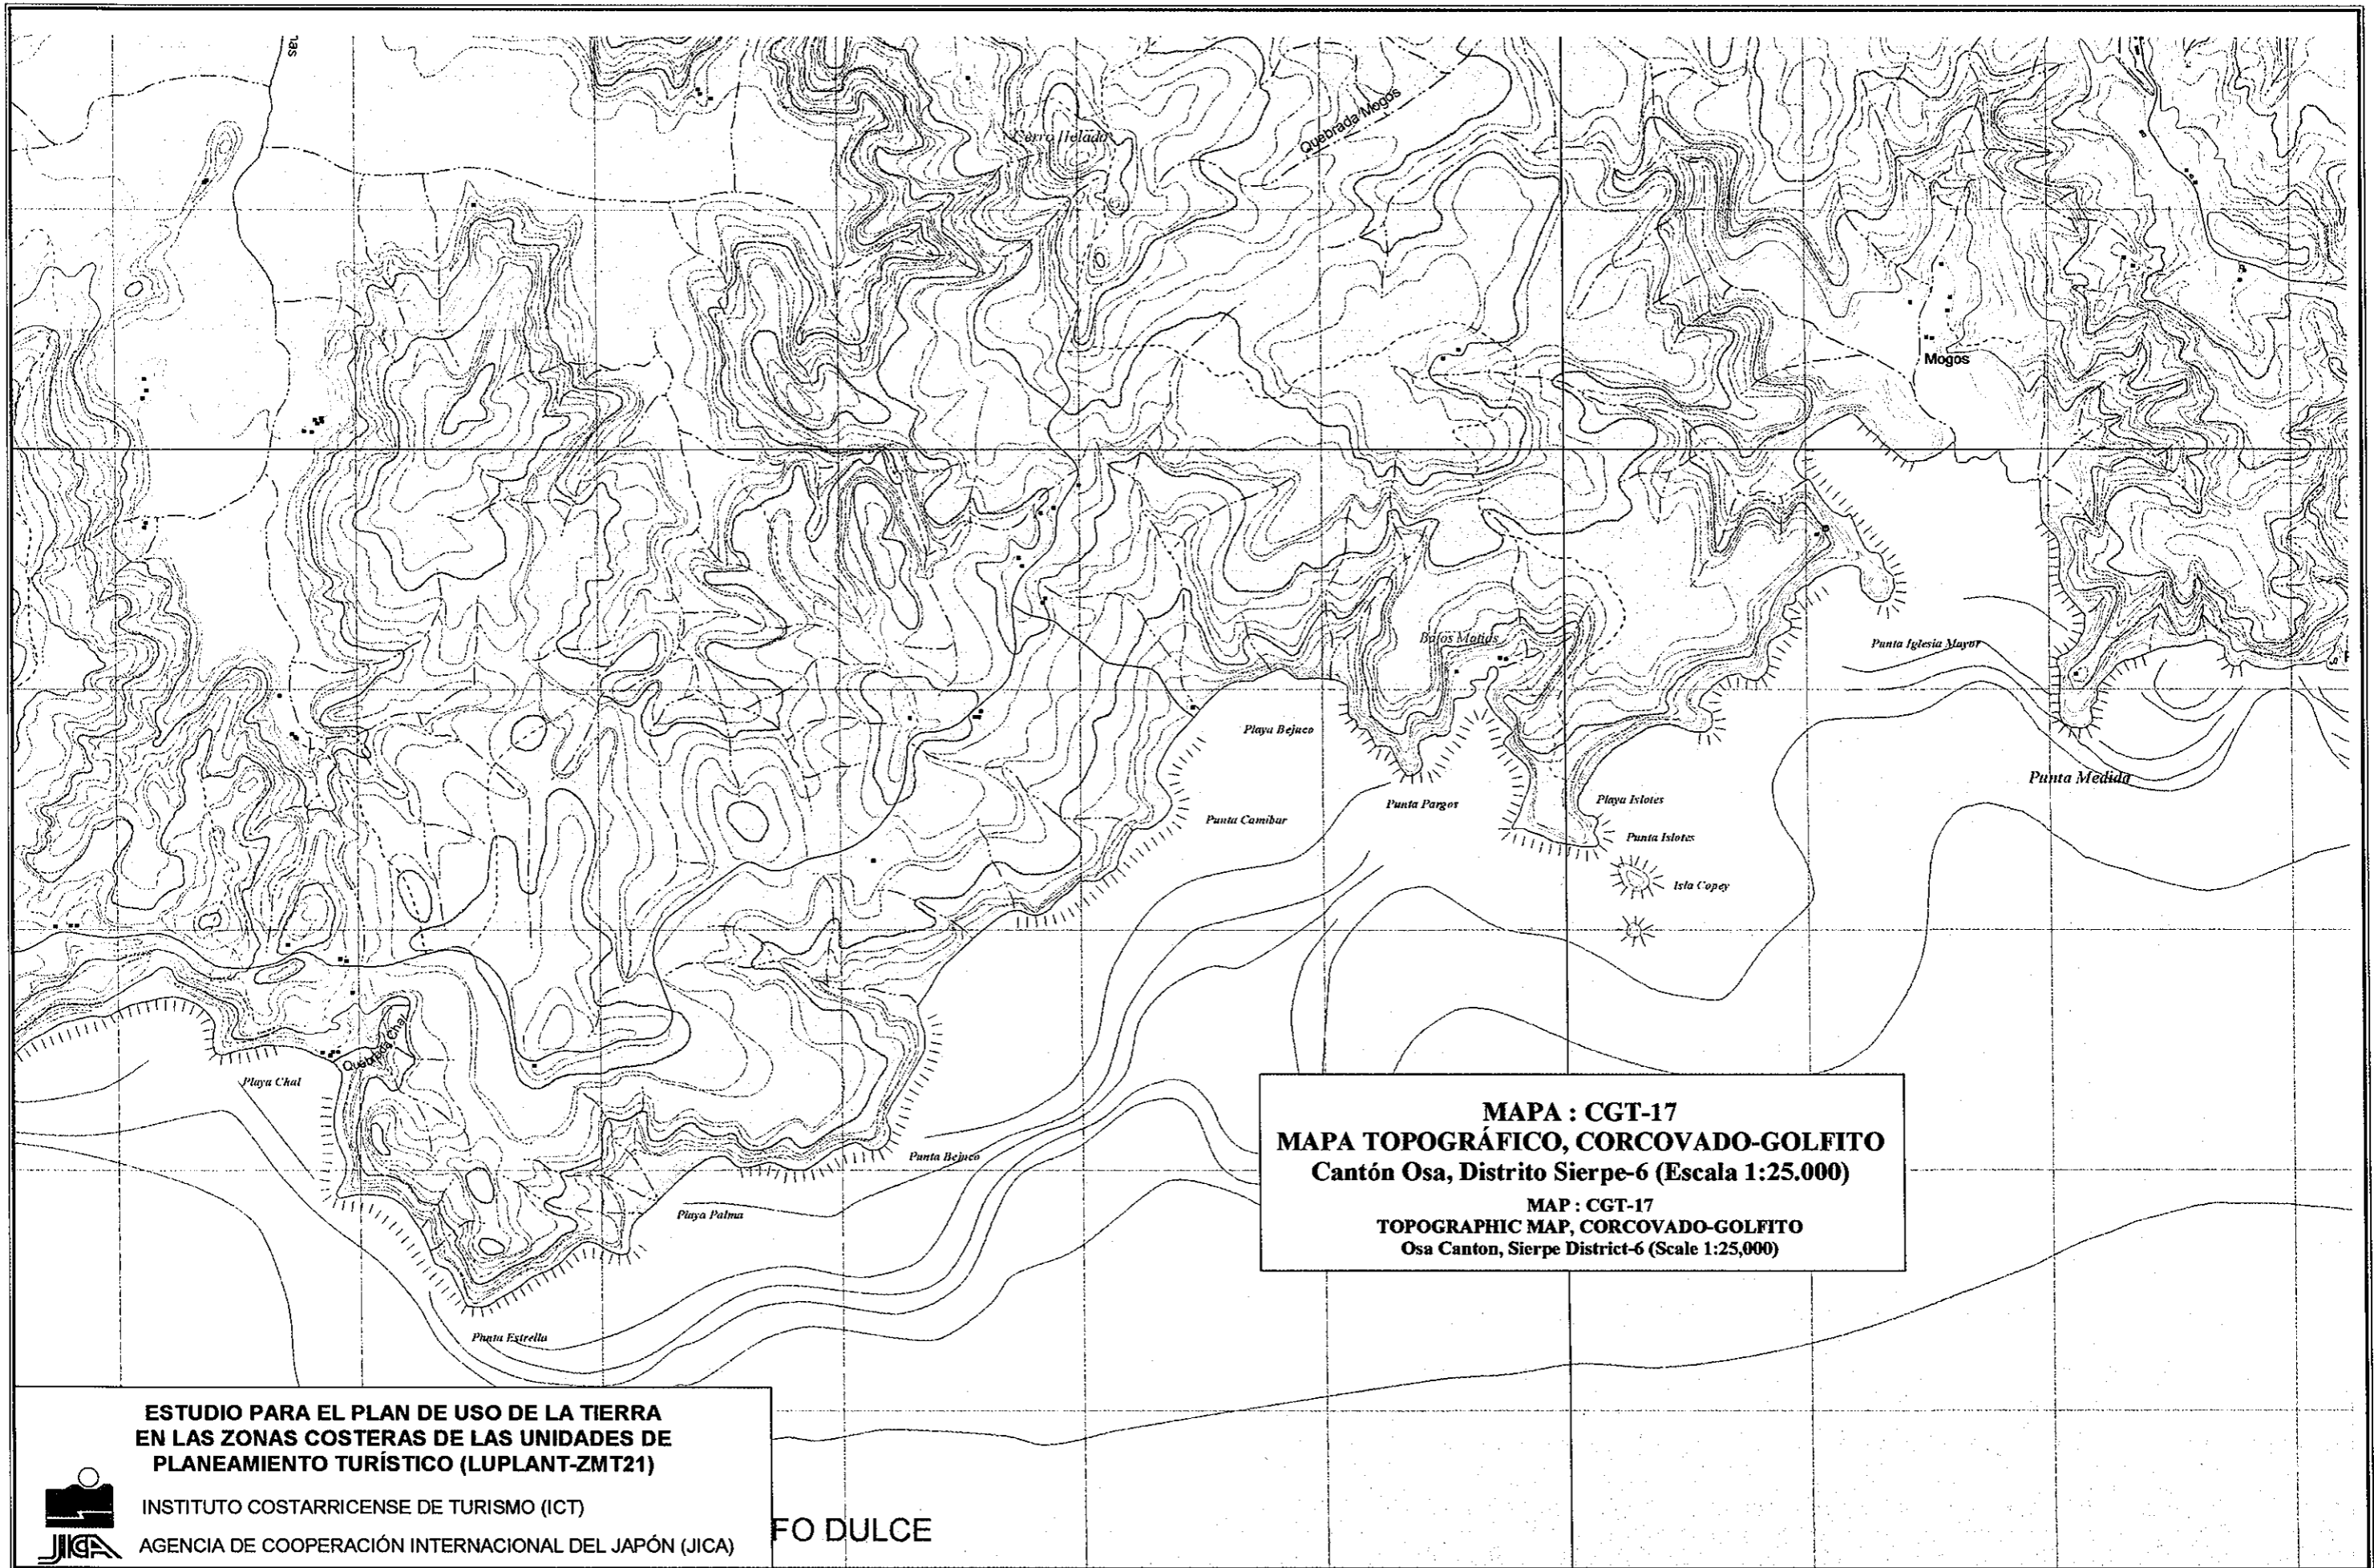 Cerro Helado
Quebrada Mogos
Mogos
Bajos Matías
Punta Iglesia Mayor
Playa Bejuco
Punta Medida
Punta Pargos
Playa Islotes
Punta Camibar
Punta Islotes
Isla Copey
Quebrada Chal
Playa Chal
Punta Bejuco
Playa Palma
Punta Estrella
MAPA : CGT-17
MAPA TOPOGRÁFICO, CORCOVADO-GOLFITO
Cantón Osa, Distrito Sierpe-6 (Escala 1:25.000)
MAP : CGT-17
TOPOGRAPHIC MAP, CORCOVADO-GOLFITO
Osa Canton, Sierpe District-6 (Scale 1:25,000)
ESTUDIO PARA EL PLAN DE USO DE LA TIERRA
EN LAS ZONAS COSTERAS DE LAS UNIDADES DE
PLANEAMIENTO TURÍSTICO (LUPLANT-ZMT21)
INSTITUTO COSTARRICENSE DE TURISMO (ICT)
JICA
AGENCIA DE COOPERACIÓN INTERNACIONAL DEL JAPÓN (JICA)
FO DULCE